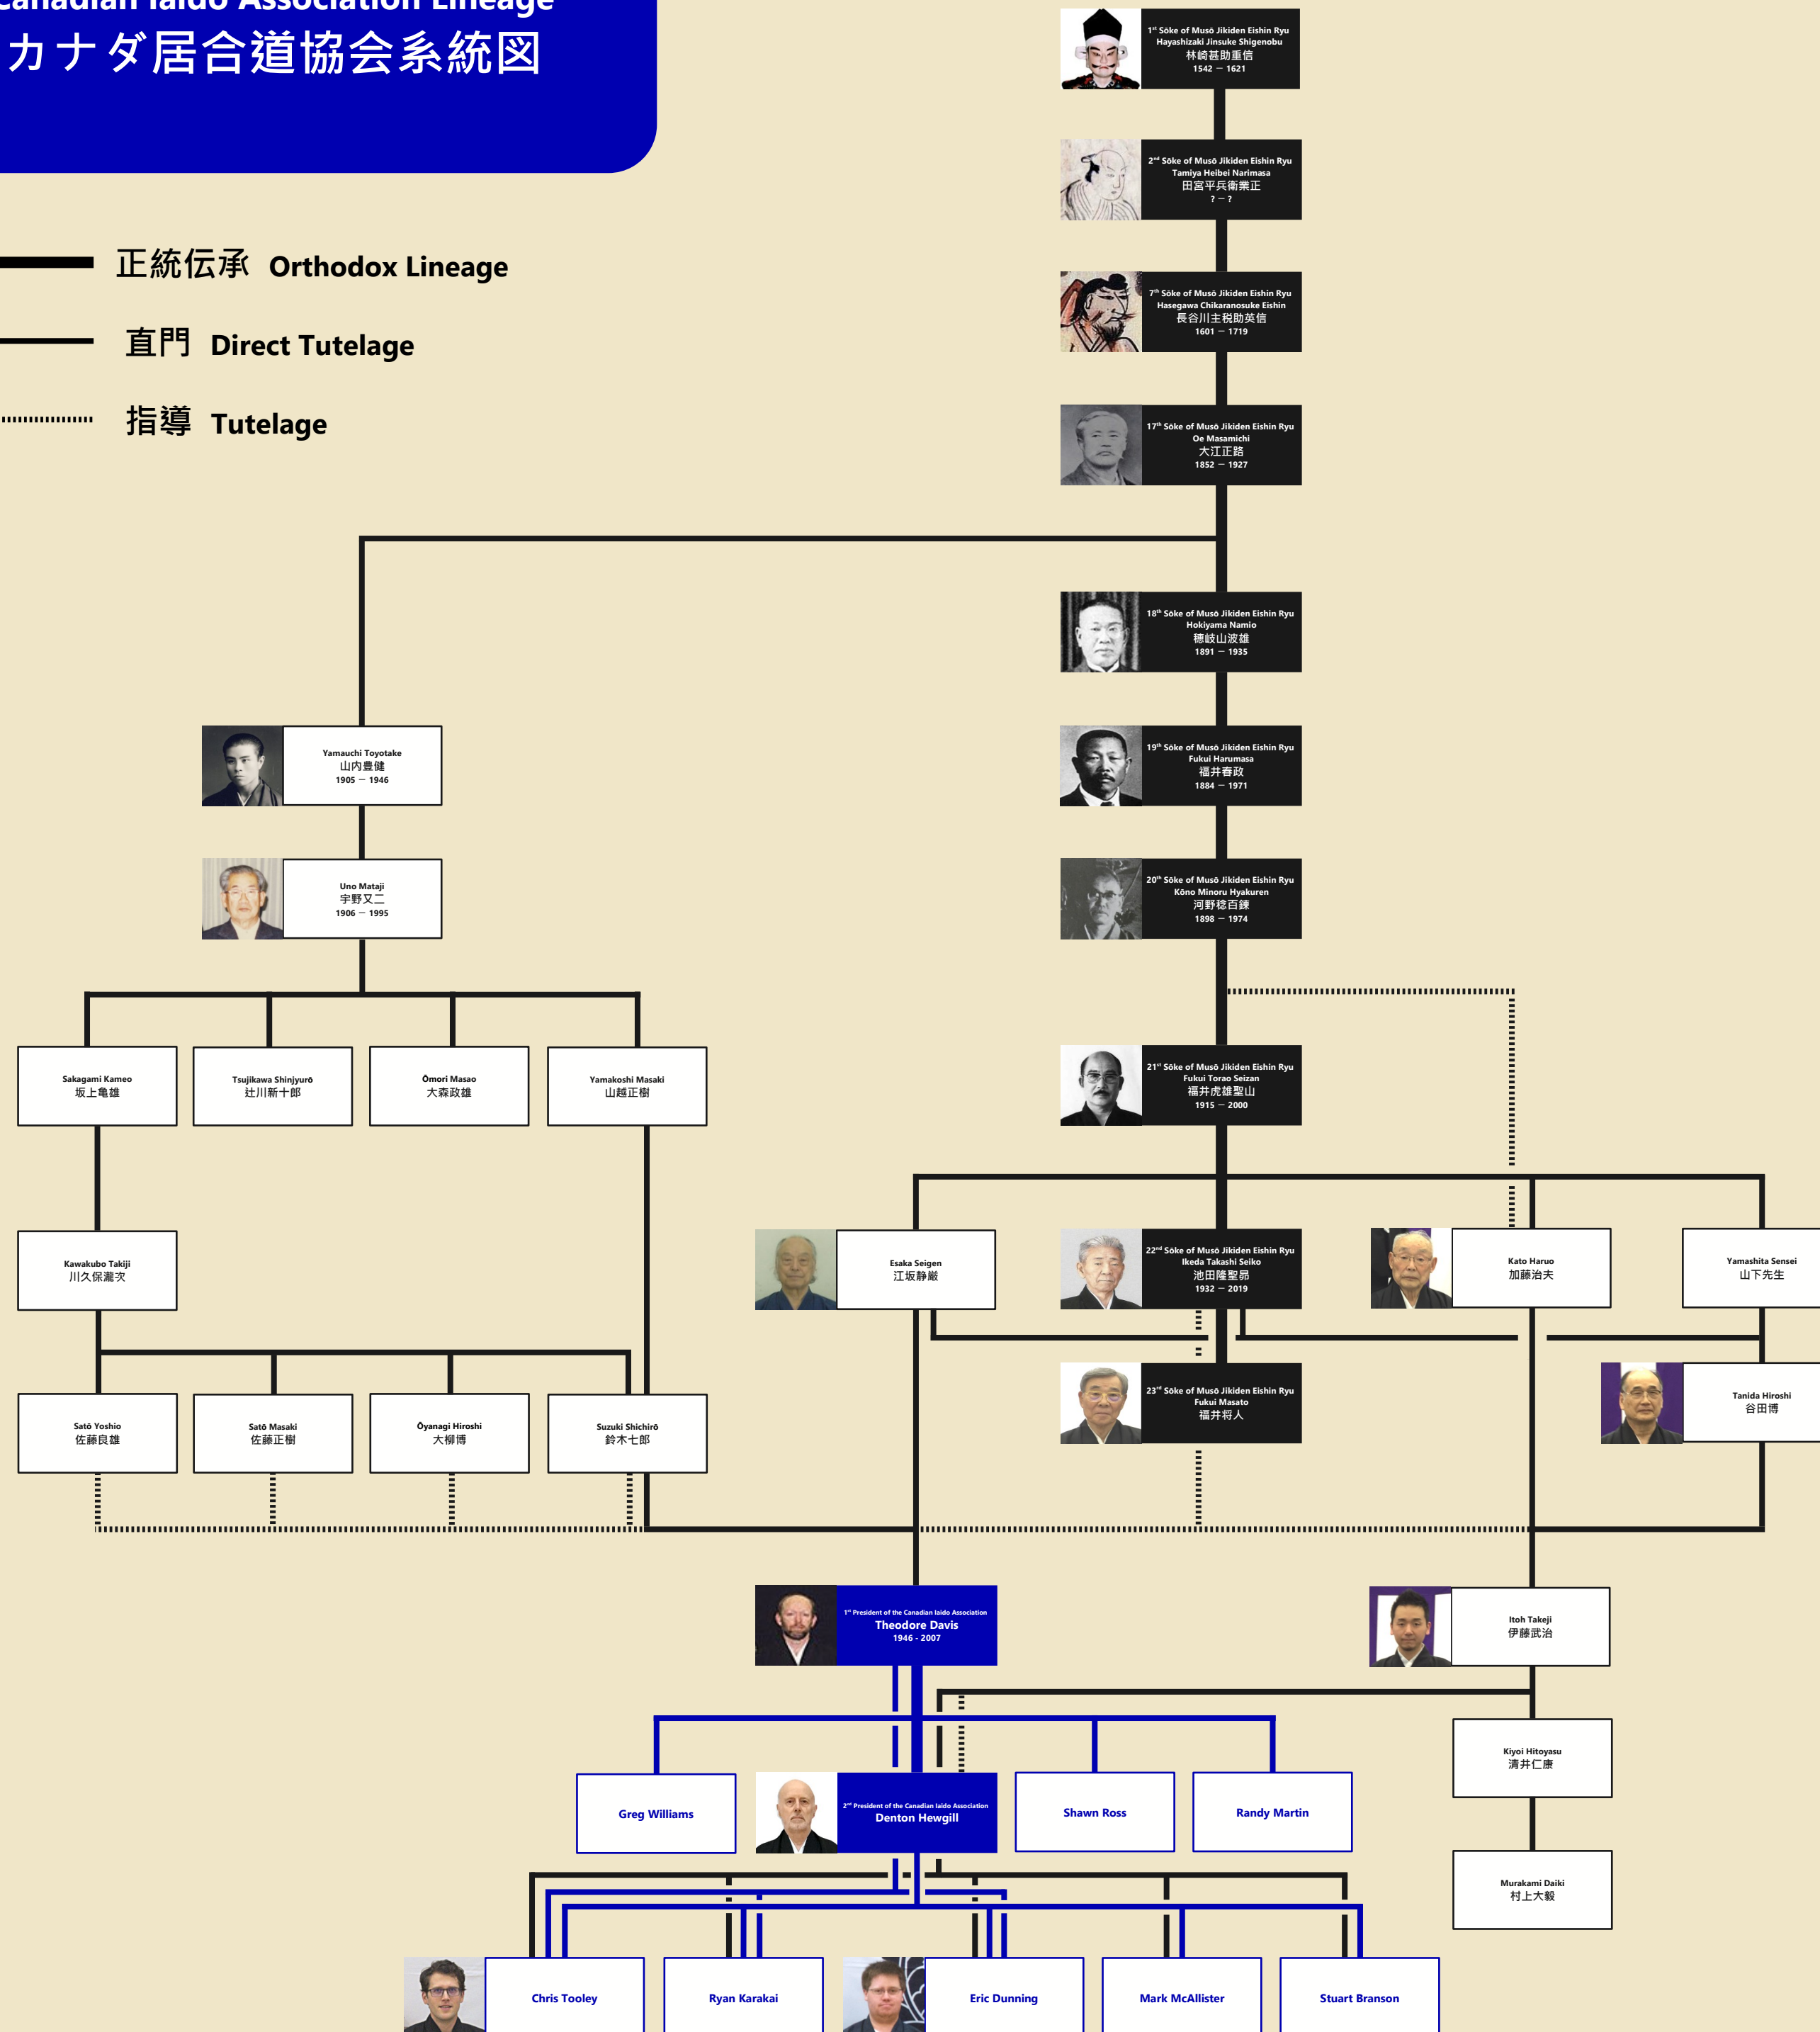 Canadian Iaido Association Lineage
カナダ居合道協会系統図
正統伝承 Orthodox Lineage
直門 Direct Tutelage
指導 Tutelage
1st Sōke of Musō Jikiden Eishin Ryu
Hayashizaki Jinsuke Shigenobu
林崎甚助重信
1542 － 1621
2nd Sōke of Musō Jikiden Eishin Ryu
Tamiya Heibei Narimasa
田宮平兵衛業正
? － ?
7th Sōke of Musō Jikiden Eishin Ryu
Hasegawa Chikaranosuke Eishin
長谷川主税助英信
1601 － 1719
17th Sōke of Musō Jikiden Eishin Ryu
Oe Masamichi
大江正路
1852 － 1927
18th Sōke of Musō Jikiden Eishin Ryu
Hokiyama Namio
穂岐山波雄
1891 － 1935
Yamauchi Toyotake
山内豊健
1905 － 1946
19th Sōke of Musō Jikiden Eishin Ryu
Fukui Harumasa
福井春政
1884 － 1971
Uno Mataji
宇野又二
1906 － 1995
20th Sōke of Musō Jikiden Eishin Ryu
Kōno Minoru Hyakuren
河野稔百錬
1898 － 1974
Sakagami Kameo
坂上亀雄
Tsujikawa Shinjyurō
辻川新十郎
Ōmori Masao
大森政雄
Yamakoshi Masaki
山越正樹
21st Sōke of Musō Jikiden Eishin Ryu
Fukui Torao Seizan
福井虎雄聖山
1915 － 2000
Kawakubo Takiji
川久保瀧次
Esaka Seigen
江坂静厳
22nd Sōke of Musō Jikiden Eishin Ryu
Ikeda Takashi Seiko
池田隆聖昴
1932 － 2019
Kato Haruo
加藤治夫
Yamashita Sensei
山下先生
Satō Yoshio
佐藤良雄
Satō Masaki
佐藤正樹
Ōyanagi Hiroshi
大柳博
Suzuki Shichirō
鈴木七郎
23rd Sōke of Musō Jikiden Eishin Ryu
Fukui Masato
福井将人
Tanida Hiroshi
谷田博
1st President of the Canadian Iaido Association
Theodore Davis
1946 - 2007
Itoh Takeji
伊藤武治
Greg Williams
2nd President of the Canadian Iaido Association
Denton Hewgill
Shawn Ross
Randy Martin
Kiyoi Hitoyasu
清井仁康
Murakami Daiki
村上大毅
Chris Tooley
Ryan Karakai
Eric Dunning
Mark McAllister
Stuart Branson